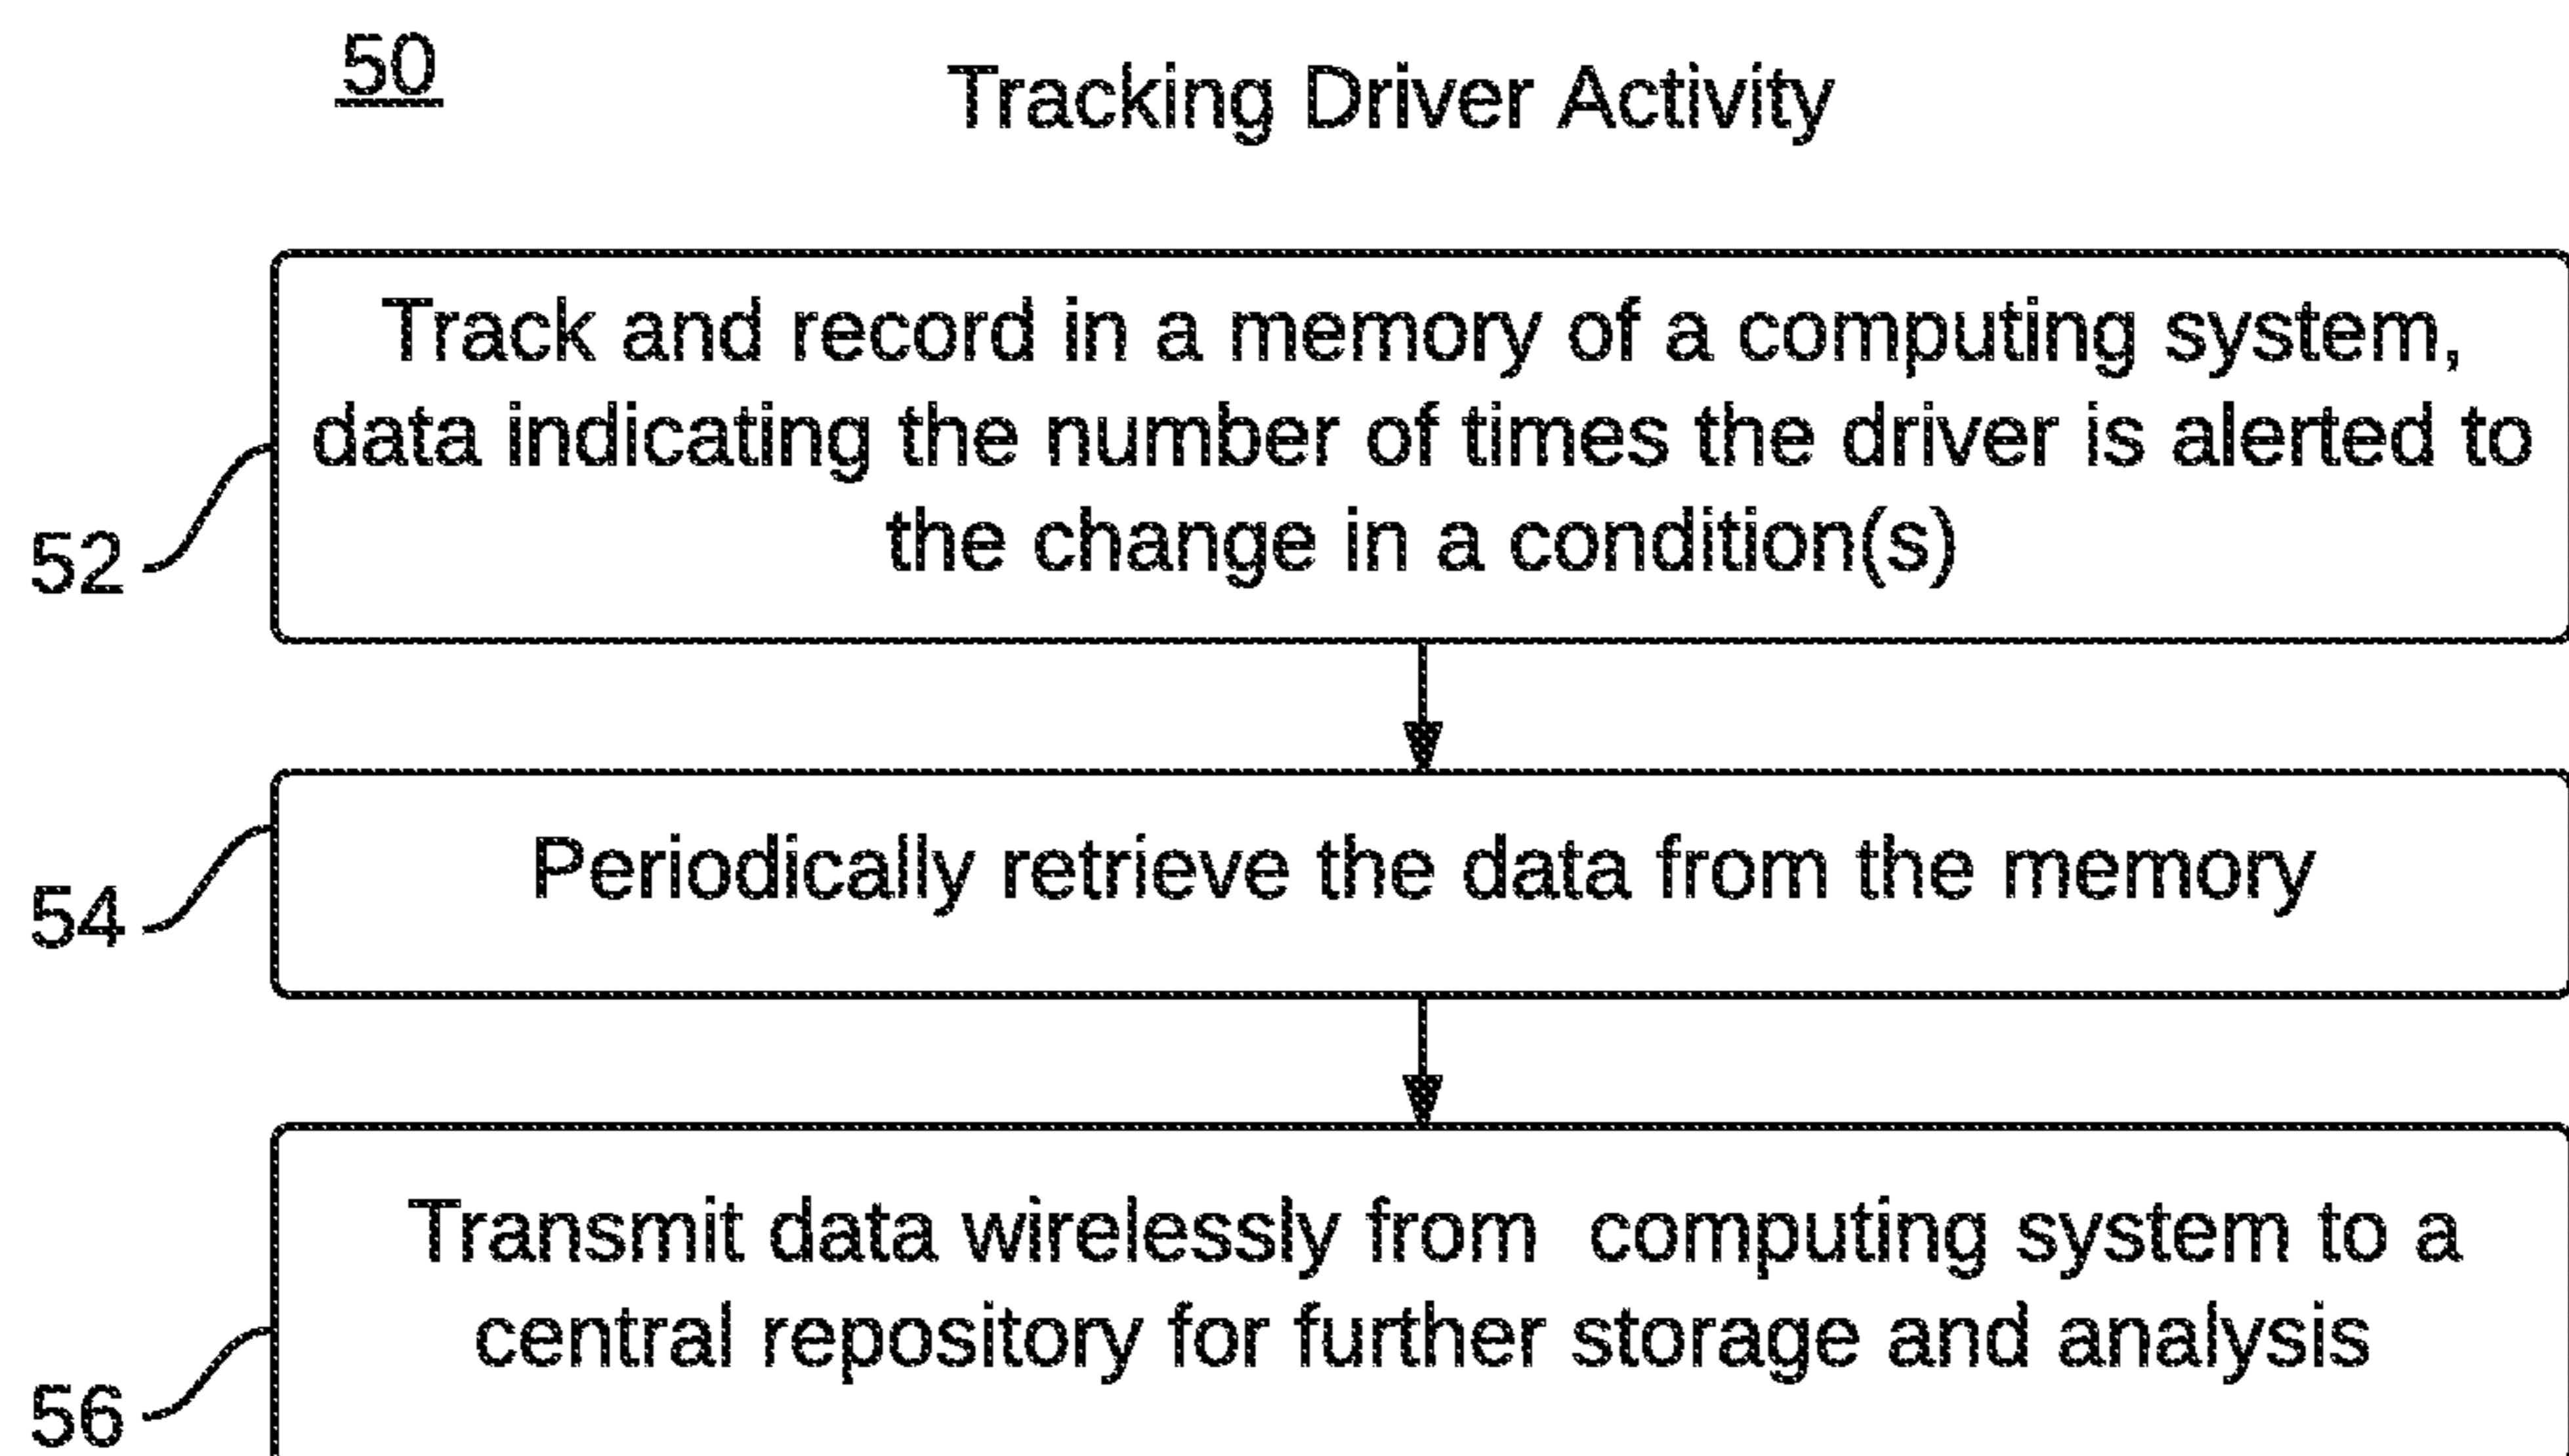 50
Tracking Driver Activity
Track and record in a memory of a computing system,
data indicating the number of times the driver is alerted to
the change in a condition(s)
52
Periodically retrieve the data from the memory
54
Transmit data wirelessly from  computing system to a
central repository for further storage and analysis
56